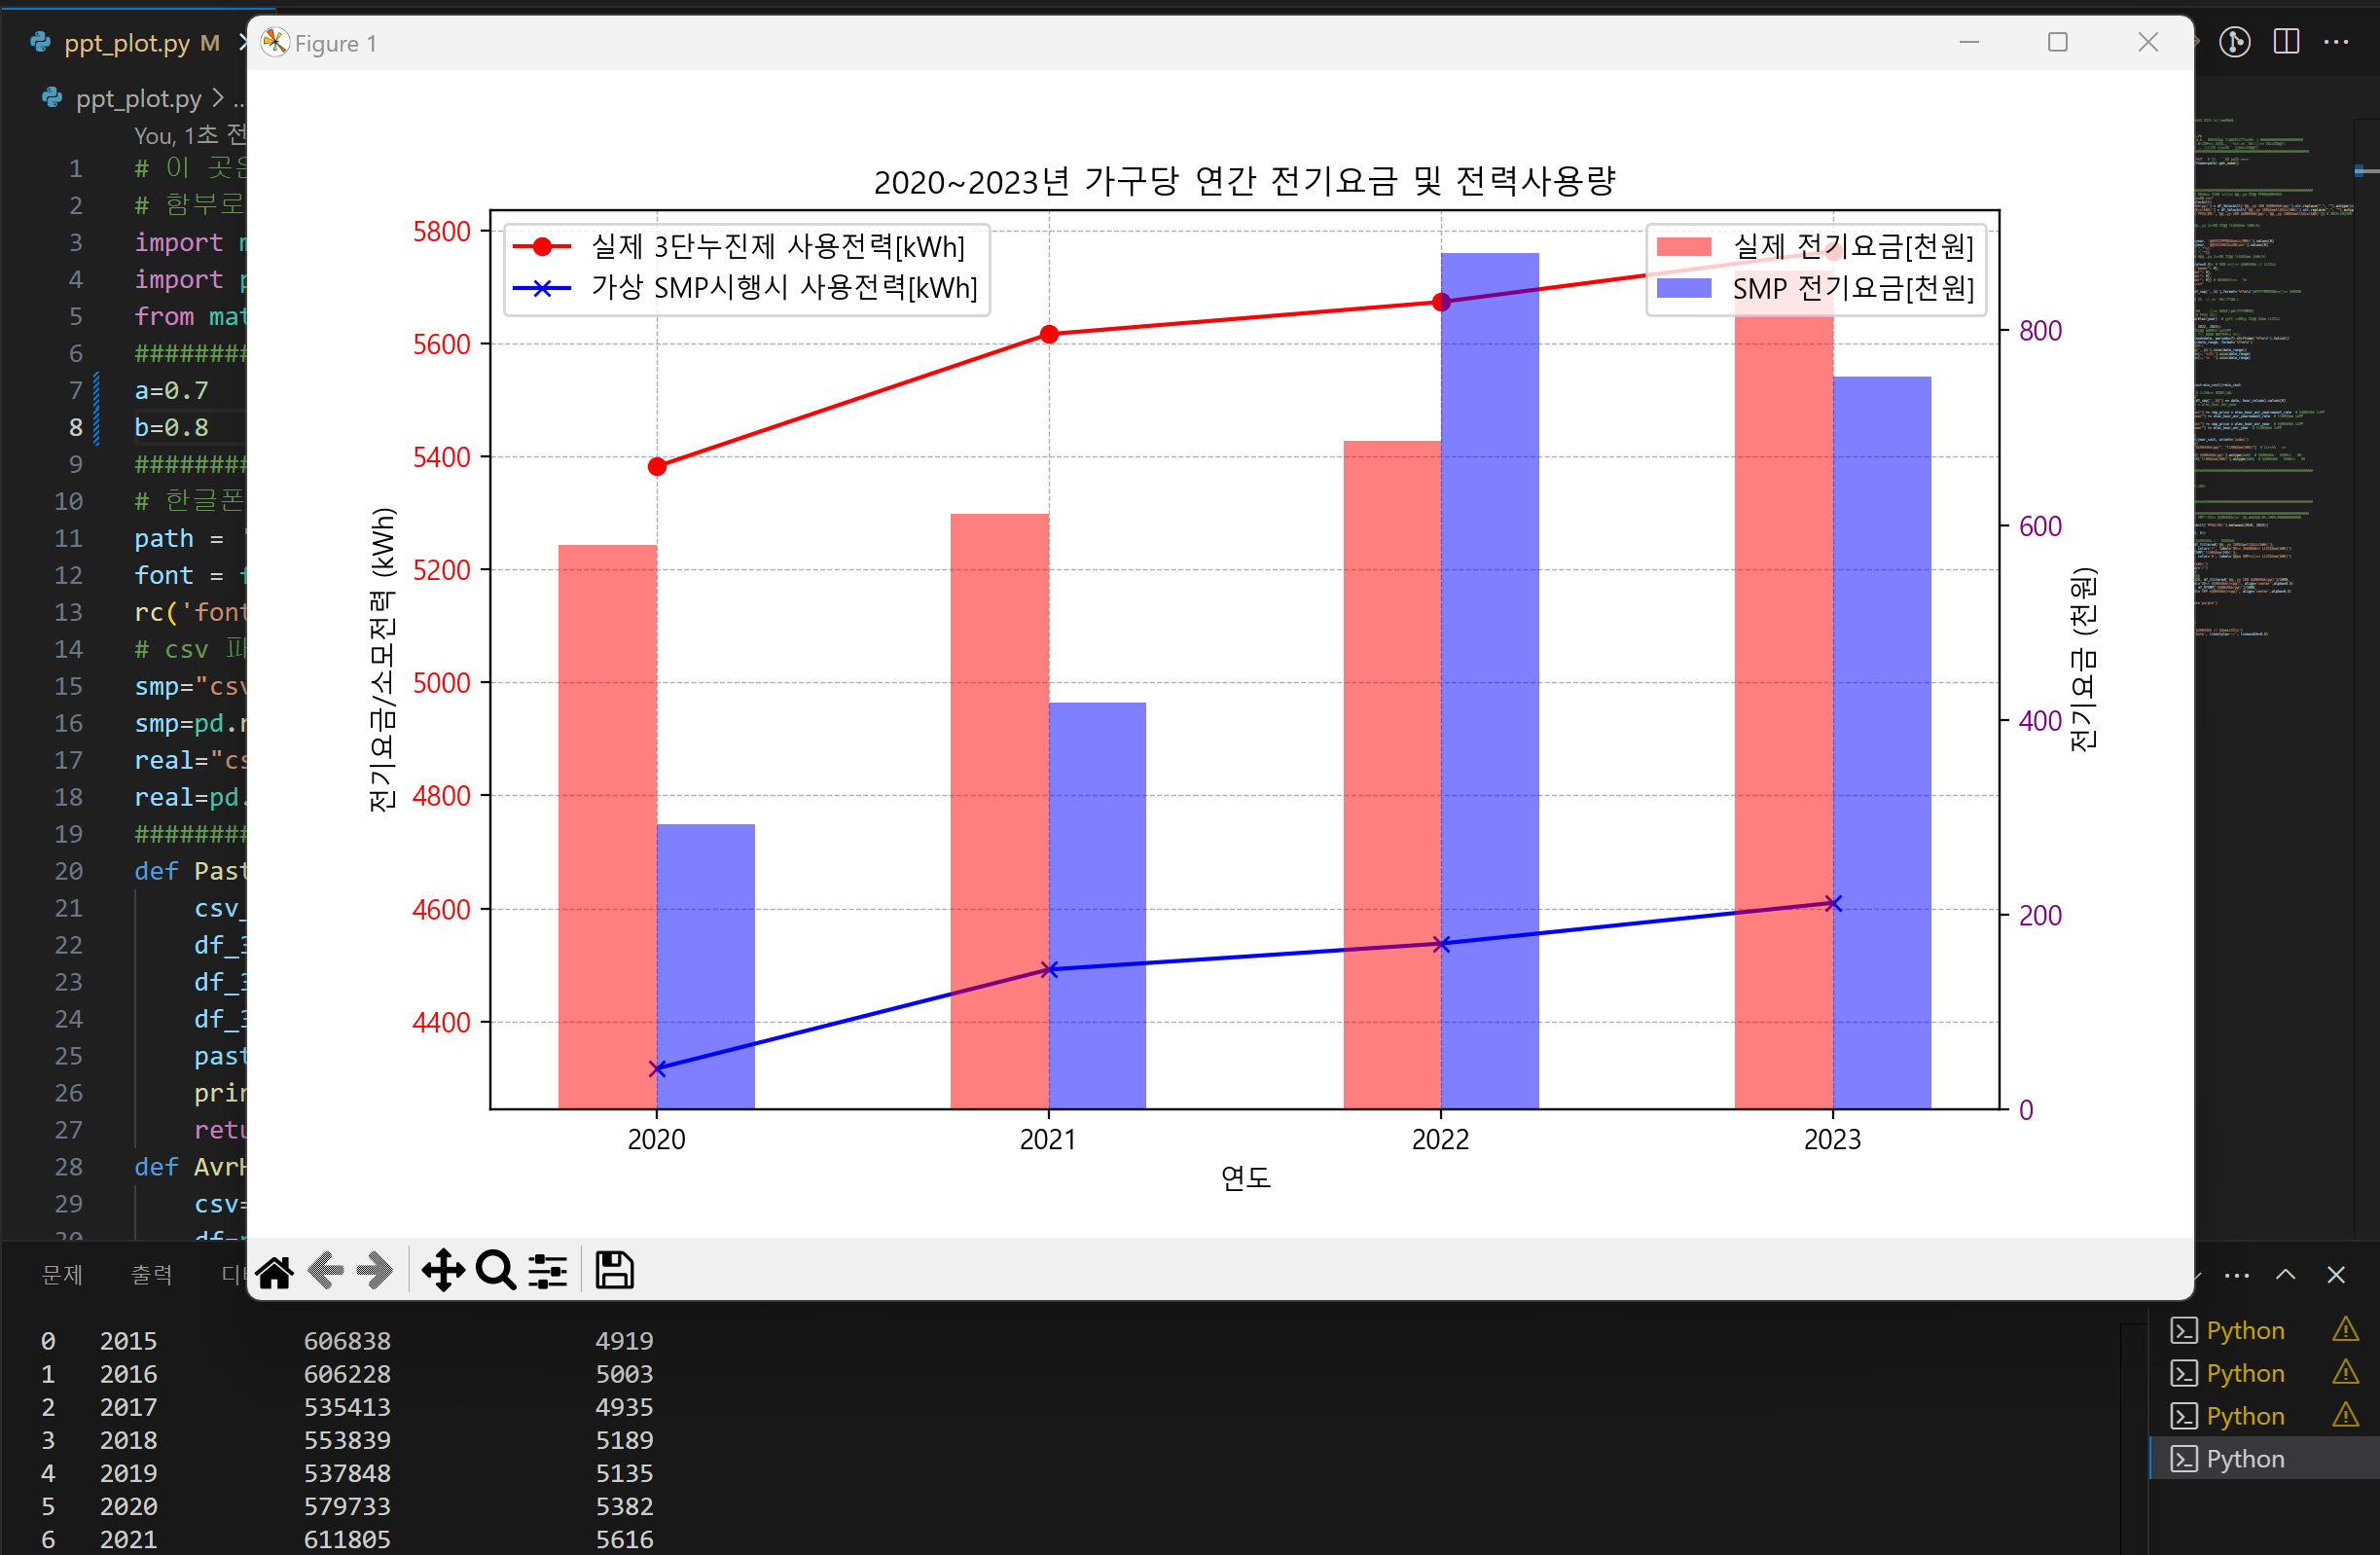 ppt_plot.py M
Figure 1
ppt_plot.py > ..
You, 1초 전
1 # 이 곳은
2 # 함부로
3 import
4 import
5 from mat
6 #########
7 a=0.7
8 b=0.8
9 #########
10 # 한글폰
11 path =
12 font =
13 rc('font
14 # csv 파
15 smp="csv
16 smp=pd.r
17 real="cs
18 real=pd.
19 #########
20 def Past
21 csv_
22 df_3
23 df_3
24 df_3
25 past
26 prin
27 retu
28 def AvrH
29 csv=
2020~2023년 가구당 연간 전기요금 및 전력사용량
실제 3단누진제 사용전력[kWh]
가상 SMP시행시 사용전력[kWh]
실제 전기요금[천원]
SMP 전기요금[천원]
전기요금/소모전력 (kWh)
5800
5600
5400
5200
5000
4800
4600
4400
전기요금 (천원)
800
600
400
200
0
2020 2021 2022 2023
연도
문제 출력
0 2015 606838 4919
1 2016 606228 5003
2 2017 535413 4935
3 2018 553839 5189
4 2019 537848 5135
5 2020 579733 5382
6 2021 611805 5616
Python
Python
Python
Python